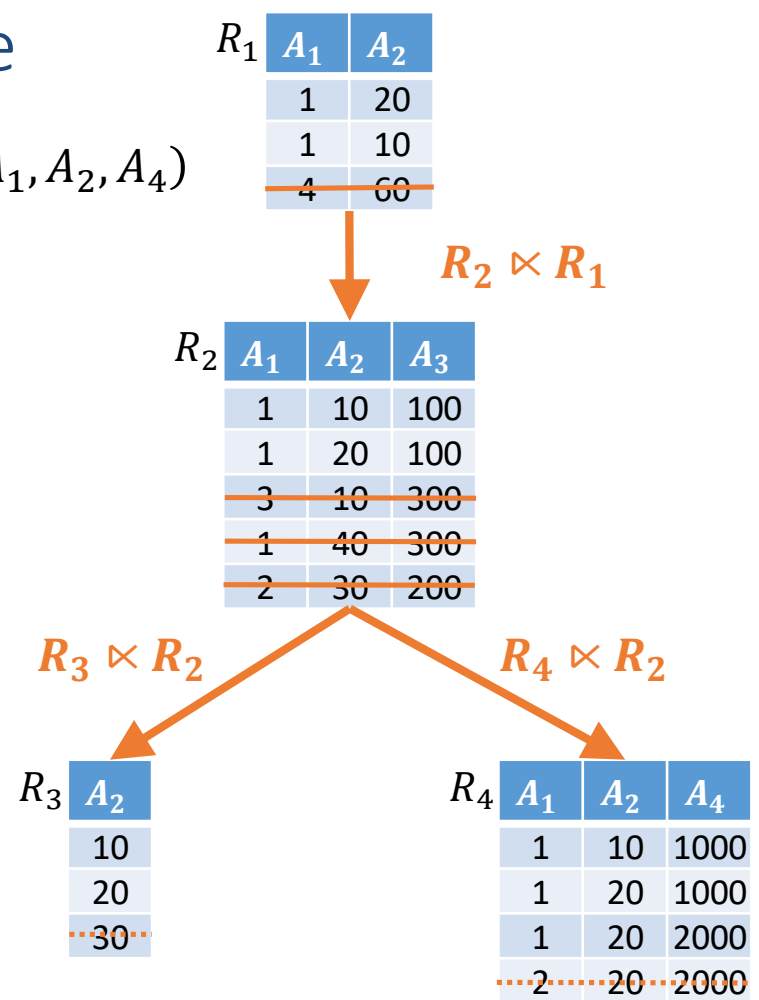 e
R₁ A₁ A₂
1 20
1 10
A₁, A₂, A₄)
4 60
R₂ ⋉ R₁
R₂ A₁ A₂ A₃
1 10 100
1 20 100
3 10 300
1 40 300
2 30 200
R₃ ⋉ R₂ R₄ ⋉ R₂
R₃ A₂
10
20
30
R₄ A₁ A₂ A₄
1 10 1000
1 20 1000
1 20 2000
2 20 2000